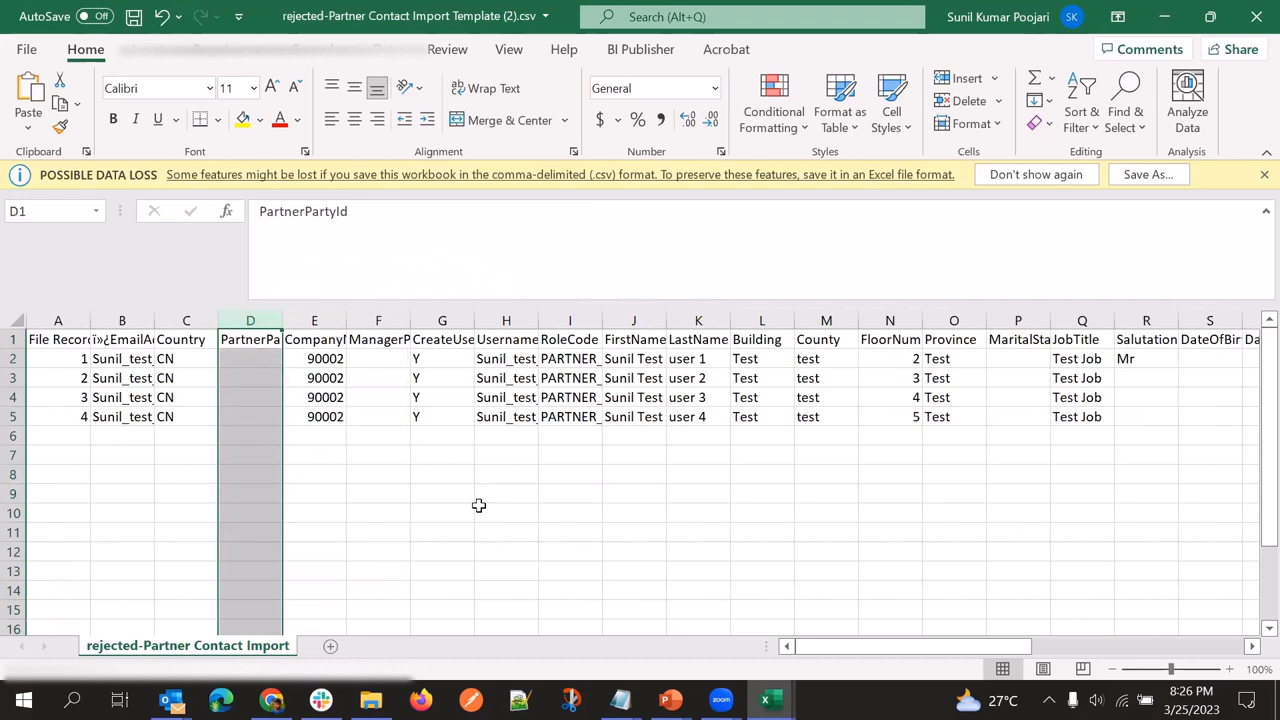 AutoSave Off rejected-Partner Contact Import Template (2).csv Search (Alt+Q) Sunil Kumar Poojari SK
File Home Review View Help BI Publisher Acrobat Comments Share
Paste Calibri 11 Wrap Text General Conditional Formatting Format as Table Cell Styles Insert Sort & Filter Find & Select Analyze Data
B I U Merge & Center $ % Delete
Format
Clipboard Font Alignment Number Styles Cells Editing Analysis
POSSIBLE DATA LOSS Some features might be lost if you save this workbook in the comma-delimited (.csv) format. To preserve these features, save it in an Excel file format. Don't show again Save As...
D1 fx PartnerPartyId
A B C D E F G H I J K L M N O P Q R S
1 File Recor ï»¿EmailA Country PartnerPa CompanyN ManagerP CreateUse Username RoleCode FirstName LastName Building County FloorNum Province MaritalSta JobTitle Salutation DateOfBir Da
2 1 Sunil_test_ CN 90002 Y Sunil_test PARTNER_ Sunil Test user 1 Test test 2 Test Test Job Mr
3 2 Sunil_test_ CN 90002 Y Sunil_test PARTNER_ Sunil Test user 2 Test test 3 Test Test Job
4 3 Sunil_test_ CN 90002 Y Sunil_test PARTNER_ Sunil Test user 3 Test test 4 Test Test Job
5 4 Sunil_test_ CN 90002 Y Sunil_test PARTNER_ Sunil Test user 4 Test test 5 Test Test Job
6
7
8
9
10
11
12
13
14
15
16
rejected-Partner Contact Import
100%
zoom 27°C 8:26 PM
3/25/2023